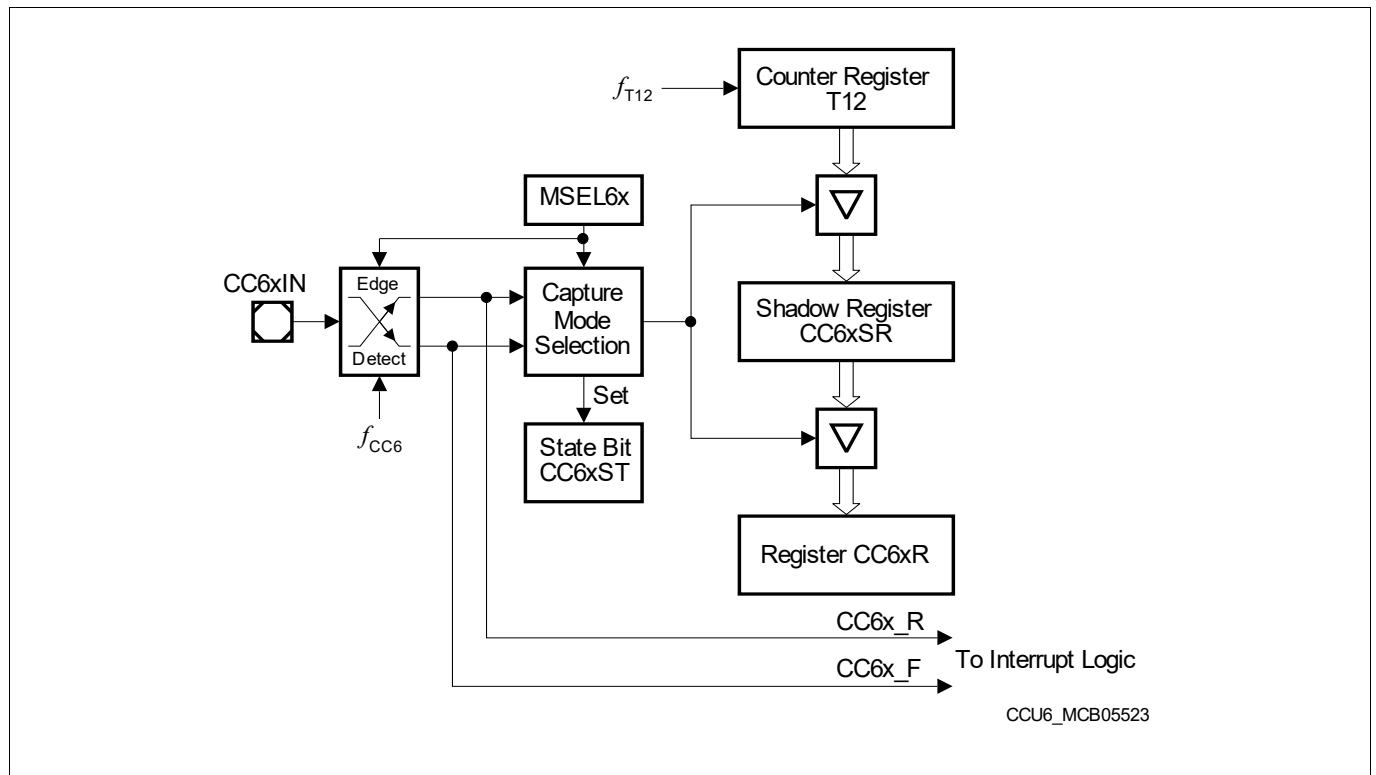 Counter Register
T12
fT12
MSEL6x
CC6xIN
Edge
Detect
Capture
Mode
Selection
Shadow Register
CC6xSR
Set
fCC6
State Bit
CC6xST
Register CC6xR
CC6x_R
To Interrupt Logic
CC6x_F
CCU6_MCB05523